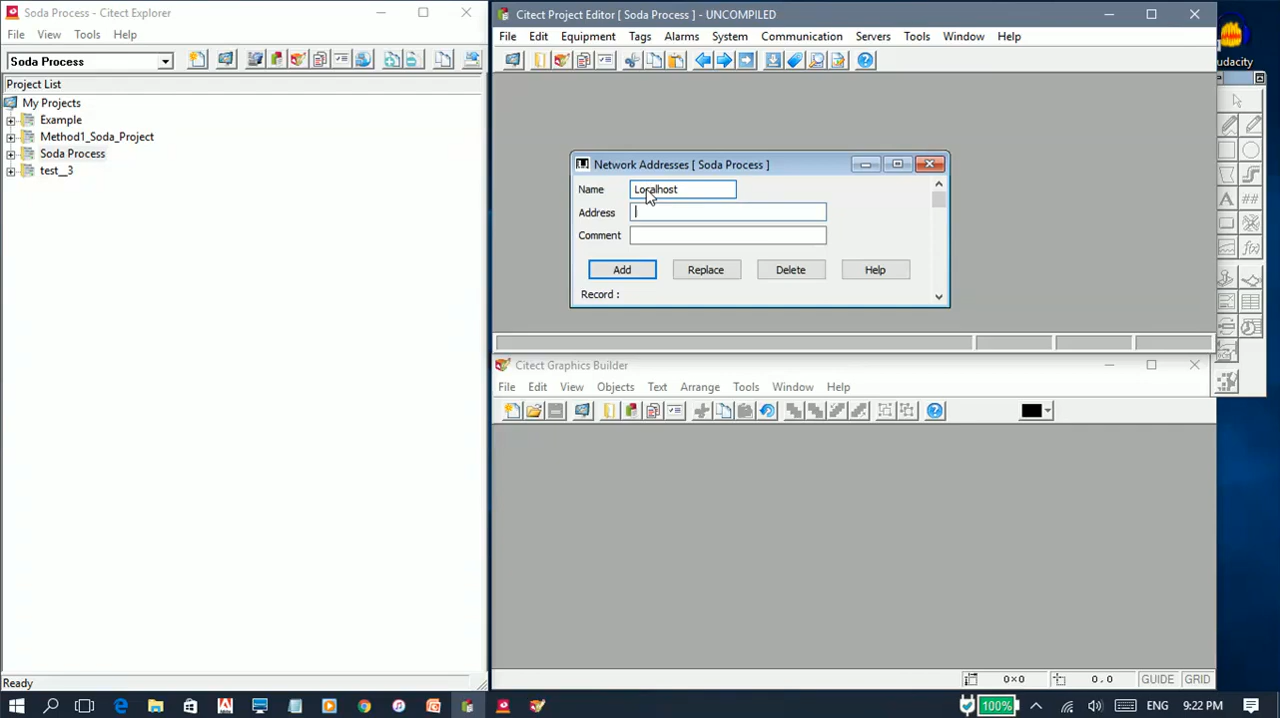 Soda Process - Citect Explorer
File View Tools Help
Soda Process
Project List
My Projects
Example
Method1_Soda_Project
Soda Process
test__3
Ready
Citect Project Editor [ Soda Process ] - UNCOMPILED
File Edit Equipment Tags Alarms System Communication Servers Tools Window Help
Network Addresses [ Soda Process ]
Name Localhost
Address
Comment
Add Replace Delete Help
Record :
Citect Graphics Builder
File Edit View Objects Text Arrange Tools Window Help
0×0 0, 0 GUIDE GRID
udacity
A ##
f(x)
100% ENG 9:22 PM